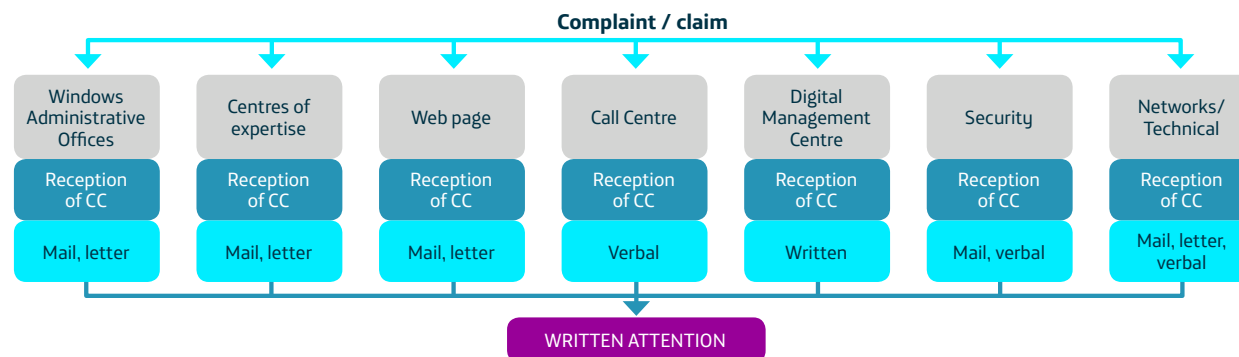 Complaint / claim
Windows
Administrative
Offices
Centres of
expertise
Web page
Call Centre
Digital
Management
Centre
Security
Networks/
Technical
Reception
of CC
Reception
of CC
Reception
of CC
Reception
of CC
Reception
of CC
Reception
of CC
Reception
of CC
Mail, letter
Mail, letter
Mail, letter
Verbal
Written
Mail, verbal
Mail, letter,
verbal
WRITTEN ATTENTION